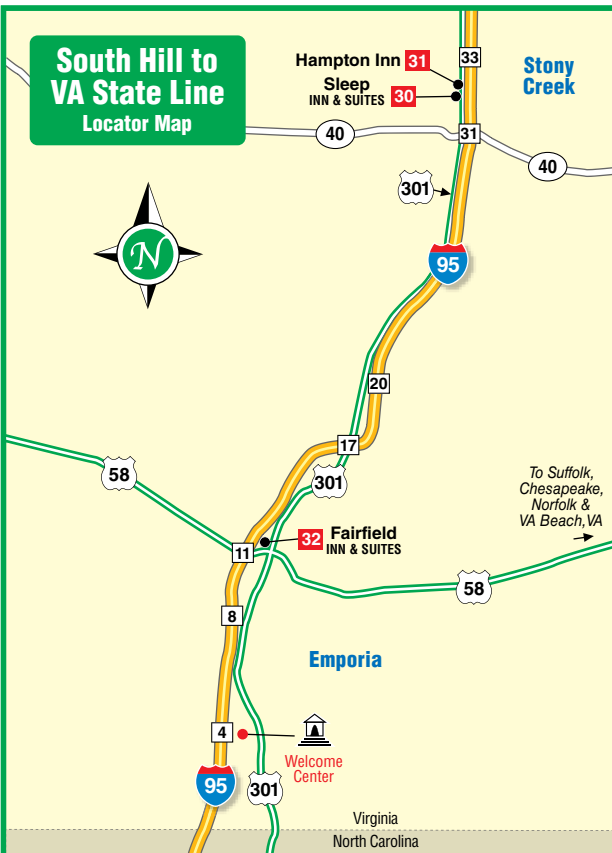 South Hill to
VA State Line
Locator Map
Hampton Inn 31
Sleep
INN & SUITES 30
33
Stony
Creek
40
31
40
301
N
95
20
17
58
301
To Suffolk,
Chesapeake,
Norfolk &
VA Beach,VA
32 Fairfield
INN & SUITES
11
58
8
Emporia
4
Welcome
Center
95
301
Virginia
North Carolina